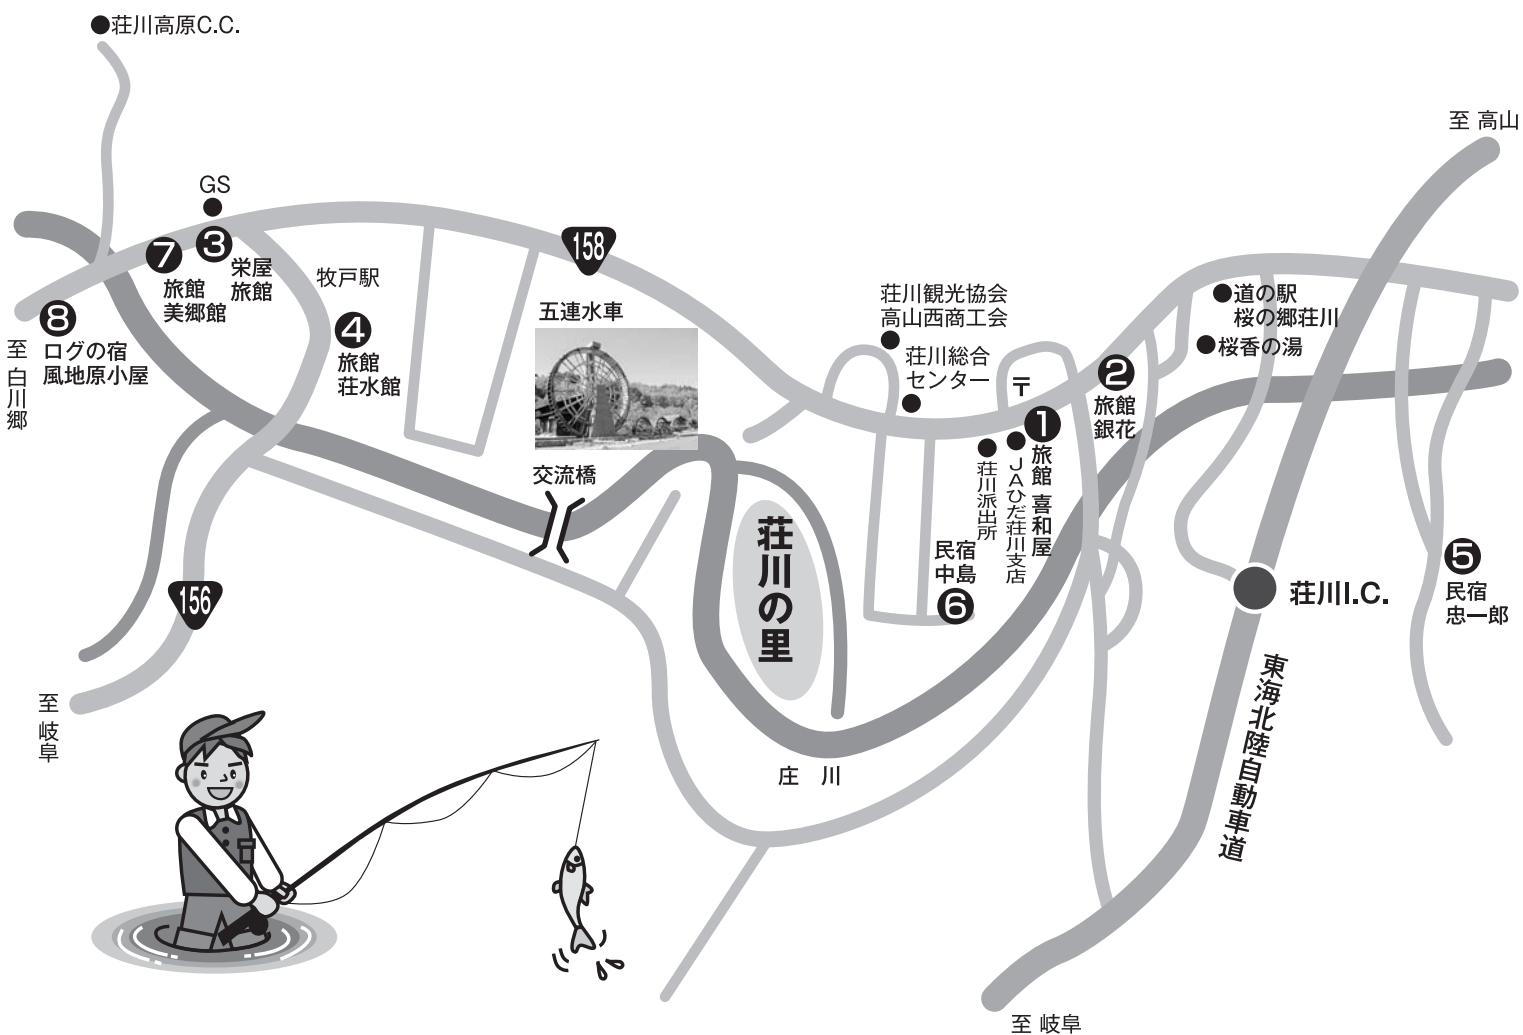 荘川高原C.C.
至 高山
GS
7
旅館
美郷館
3
栄屋
旅館
牧戸駅
4
旅館
荘水館
8
ログの宿
風地原小屋
至 白川郷
158
五連水車
交流橋
荘川観光協会
高山西商工会
荘川総合
センター
〒
1
旅館 喜和屋
JAひだ荘川支店
荘川派出所
2
旅館
銀花
道の駅
桜の郷荘川
桜香の湯
民宿
中島
6
荘川の里
5
民宿
忠一郎
荘川I.C.
東海北陸自動車道
156
至 岐阜
庄 川
至 岐阜